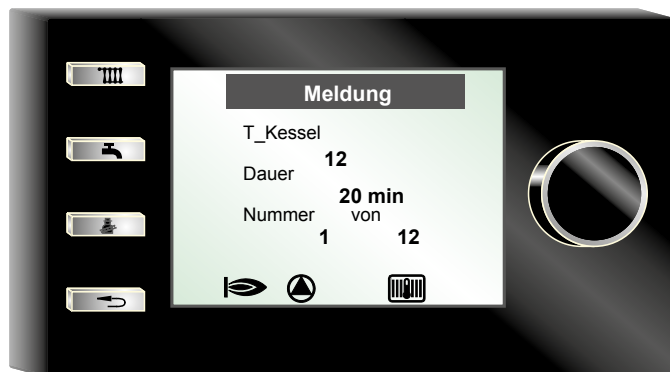 Meldung
T_Kessel
12
Dauer
20 min
Nummer von
1 12